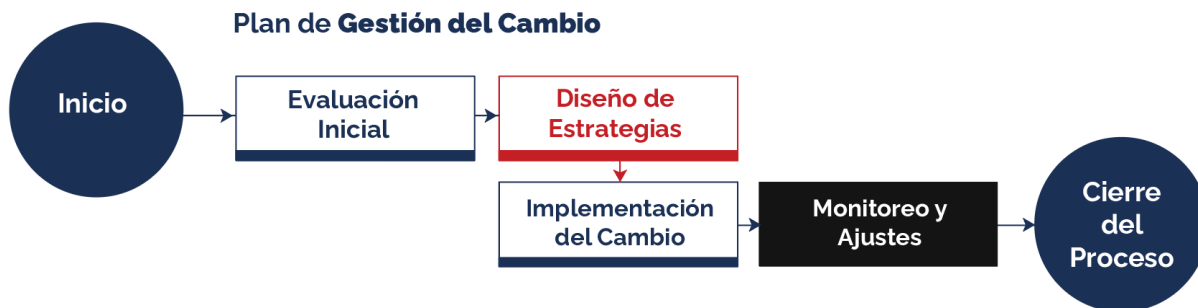 Plan de Gestión del Cambio
Inicio
Evaluación
Inicial
Diseño de
Estrategias
Implementación
del Cambio
Monitoreo y
Ajustes
Cierre
del
Proceso